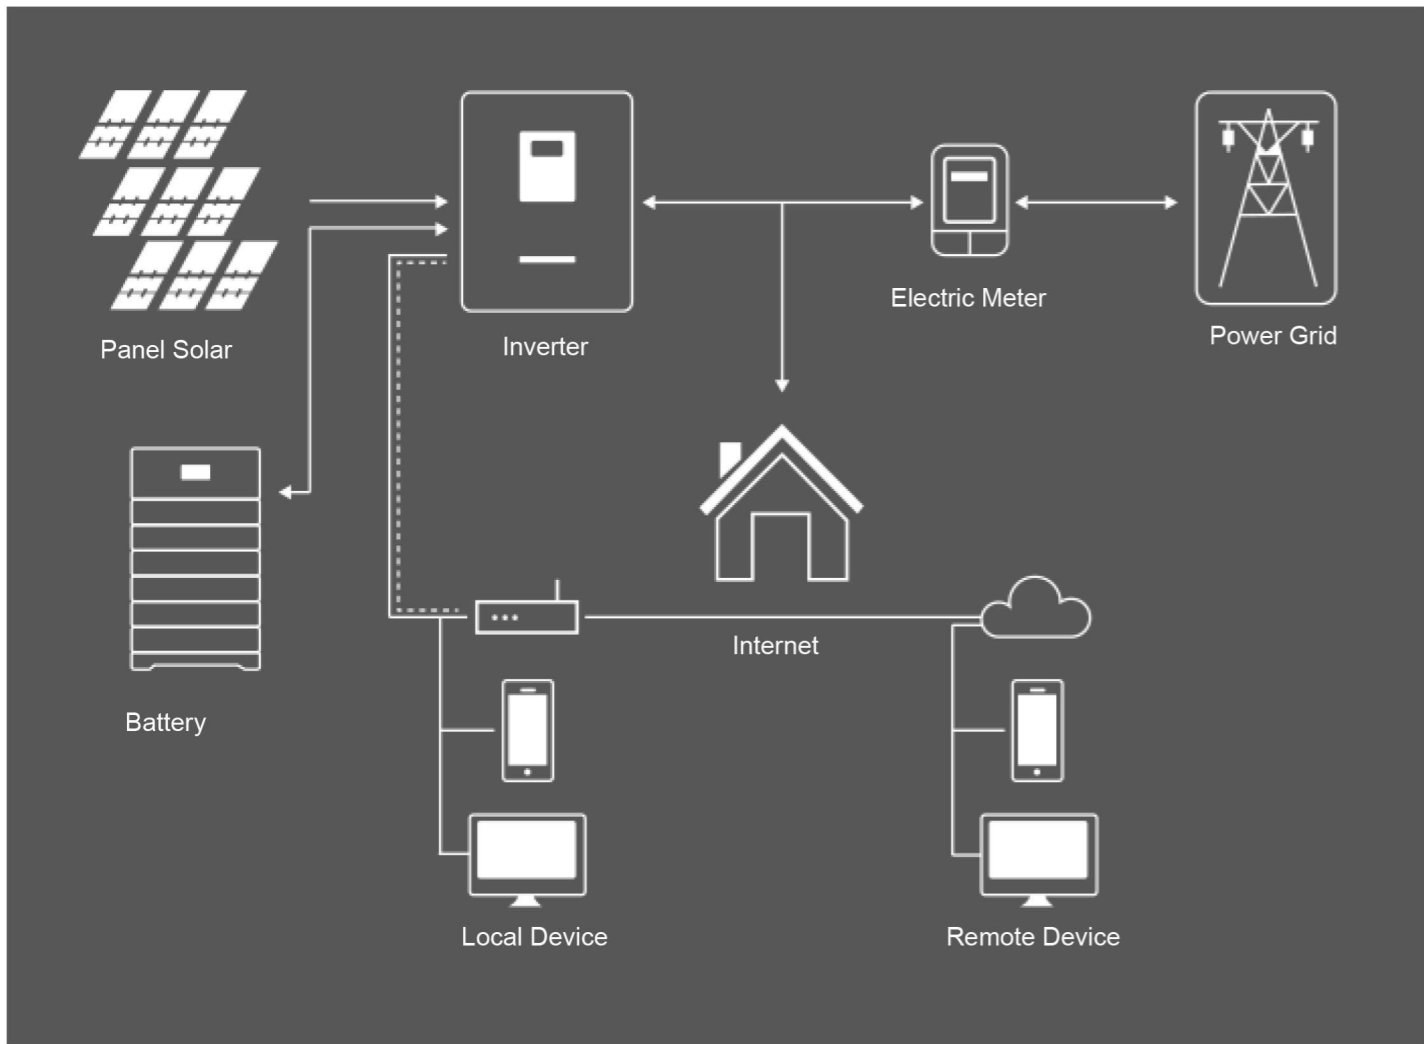 Panel Solar
Inverter
Electric Meter
Power Grid
Battery
Internet
Local Device
Remote Device